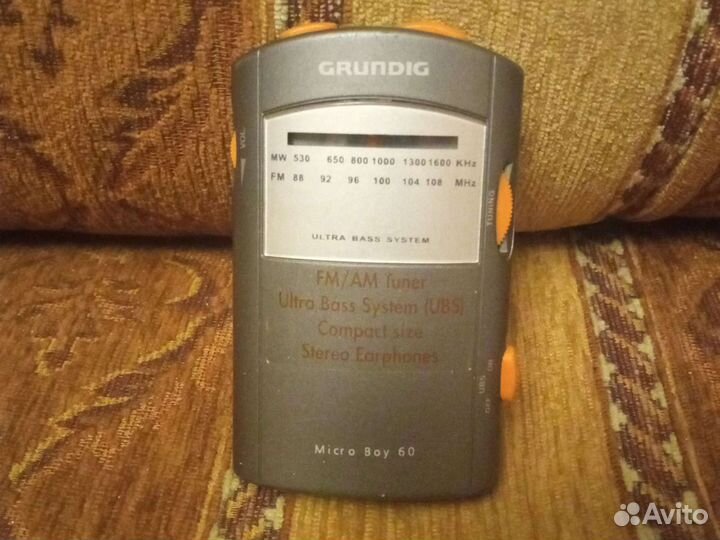 GRUNDIG
VOL
MW 530 650 800 1000 1300 1600 KHz
FM 88 92 96 100 104 108 MHz
TUNING
ULTRA BASS SYSTEM
FM/AM Tuner
Ultra Bass System (UBS)
Compact size
Stereo Earphones
OFF UBS ON
Micro Boy 60
Avito